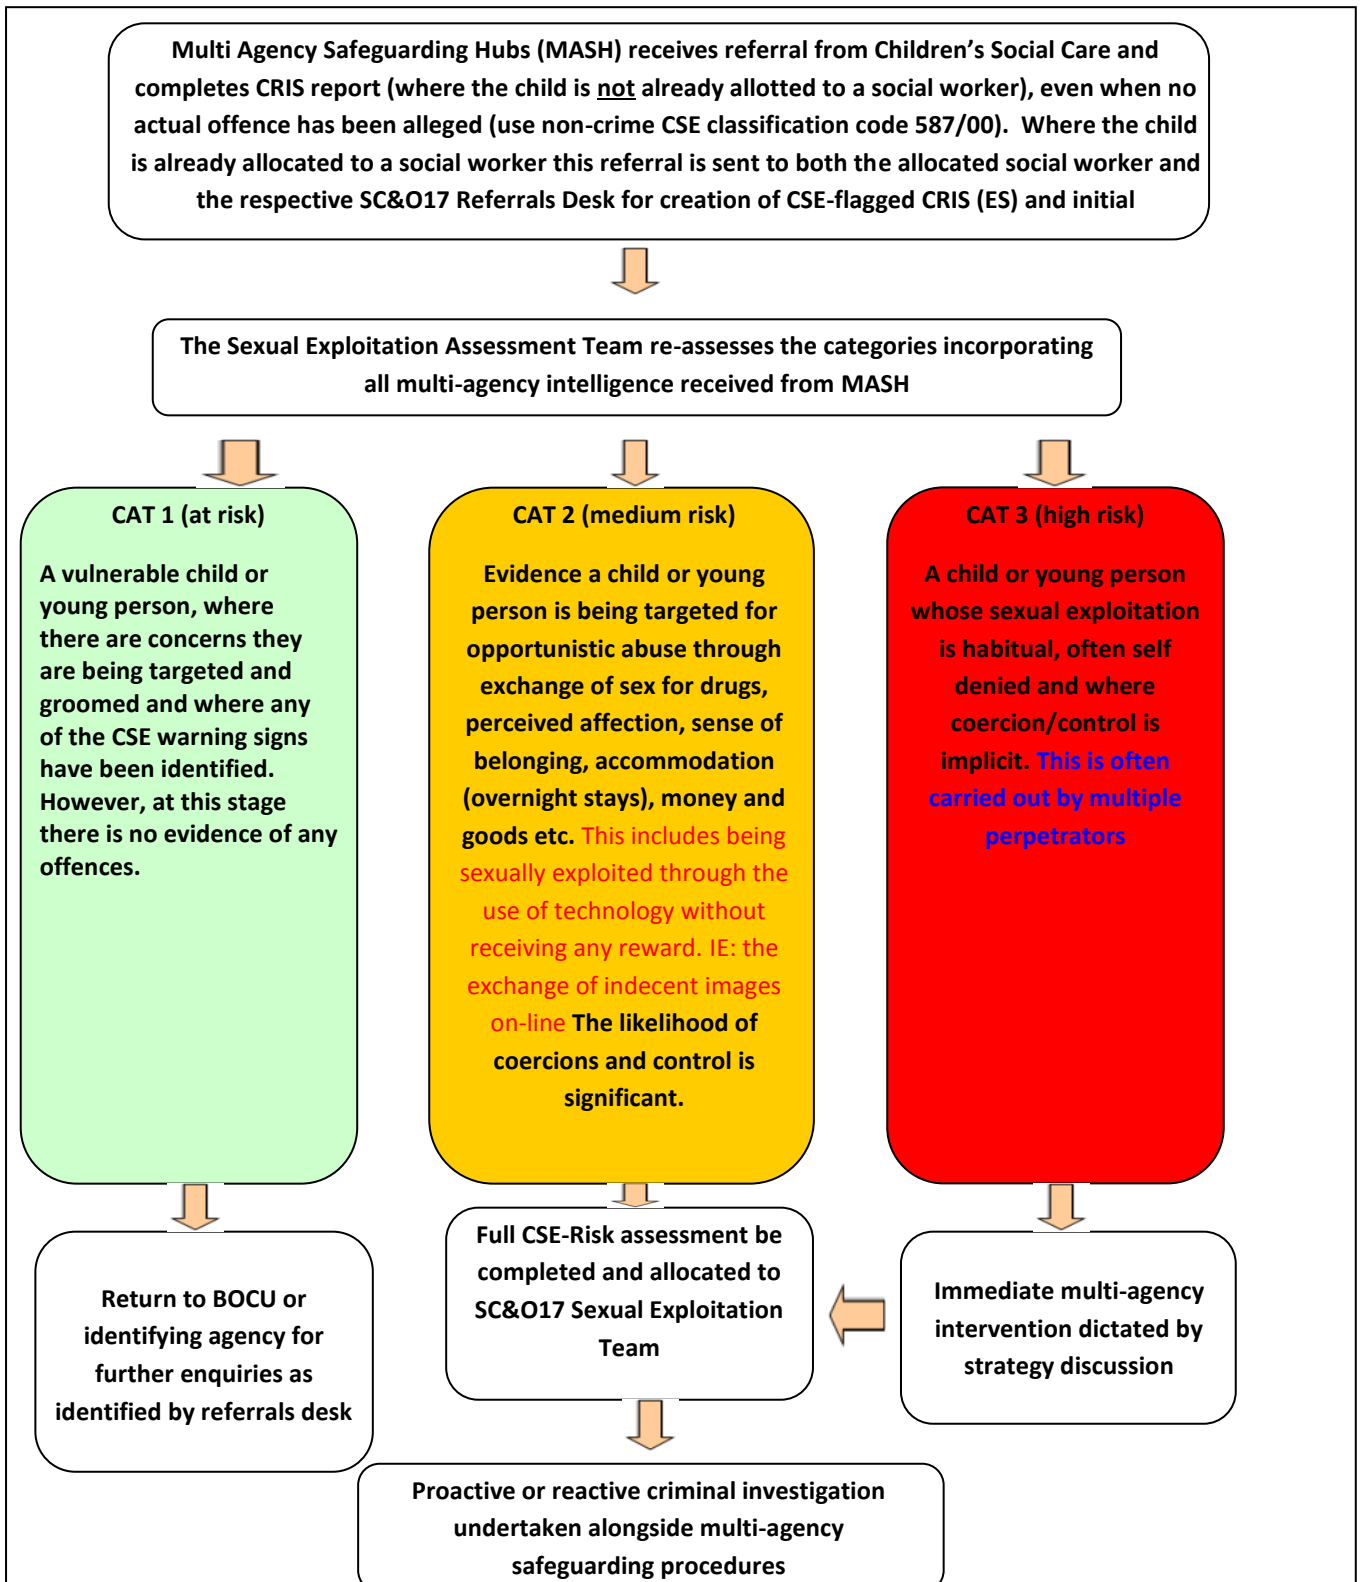 Multi Agency Safeguarding Hubs (MASH) receives referral from Children’s Social Care and
completes CRIS report (where the child is not already allotted to a social worker), even when no
actual offence has been alleged (use non-crime CSE classification code 587/00).  Where the child
is already allocated to a social worker this referral is sent to both the allocated social worker and
the respective SC&O17 Referrals Desk for creation of CSE-flagged CRIS (ES) and initial
The Sexual Exploitation Assessment Team re-assesses the categories incorporating
all multi-agency intelligence received from MASH
CAT 1 (at risk)
A vulnerable child or
young person, where
there are concerns they
are being targeted and
groomed and where any
of the CSE warning signs
have been identified.
However, at this stage
there is no evidence of any
offences.
CAT 2 (medium risk)
Evidence a child or young
person is being targeted for
opportunistic abuse through
exchange of sex for drugs,
perceived affection, sense of
belonging, accommodation
(overnight stays), money and
goods etc. This includes being
sexually exploited through the
use of technology without
receiving any reward. IE: the
exchange of indecent images
on-line The likelihood of
coercions and control is
significant.
CAT 3 (high risk)
A child or young person
whose sexual exploitation
is habitual, often self
denied and where
coercion/control is
implicit. This is often
carried out by multiple
perpetrators
Return to BOCU or
identifying agency for
further enquiries as
identified by referrals desk
Full CSE-Risk assessment be
completed and allocated to
SC&O17 Sexual Exploitation
Team
Immediate multi-agency
intervention dictated by
strategy discussion
Proactive or reactive criminal investigation
undertaken alongside multi-agency
safeguarding procedures